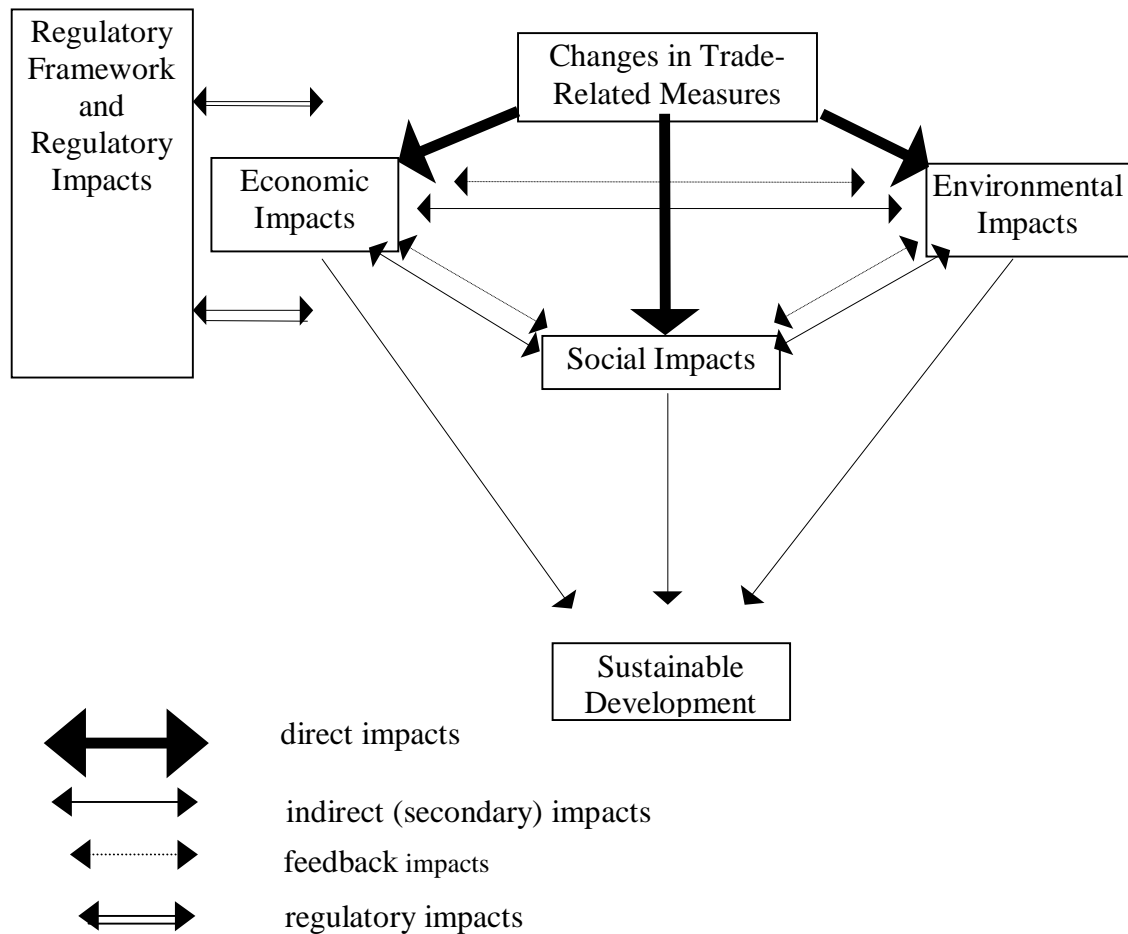 Regulatory
Framework
and
Regulatory
Impacts
Changes in Trade-
Related Measures
Economic
Impacts
Environmental
Impacts
Social Impacts
Sustainable
Development
direct impacts
indirect (secondary) impacts
feedback impacts
regulatory impacts